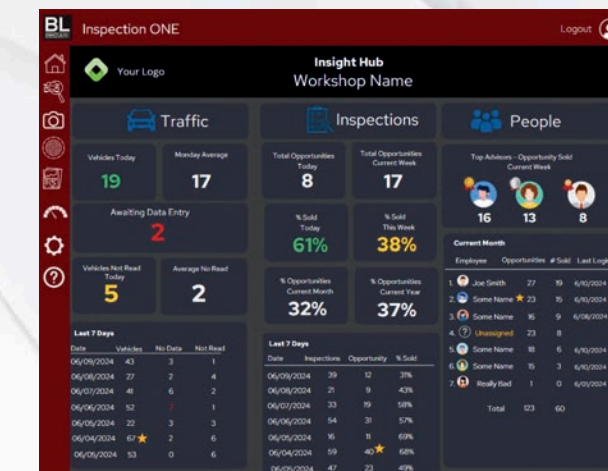 BL Inspection ONE Logout
Your Logo
Insight Hub
Workshop Name
Traffic
Vehicles Today
19
Monday Average
17
Awaiting Data Entry
2
Vehicles Not Read
Today
5
Average No Read
2
Last 7 Days
Date Vehicles No Data Not Read
06/09/2024 43 3 1
06/08/2024 27 2 4
06/07/2024 41 6 2
06/06/2024 52 1
06/05/2024 22 3 3
06/04/2024 67 2 6
06/05/2024 53 0 6
Inspections
Total Opportunities
Today
8
Total Opportunities
Current Week
17
% Sold
Today
61%
% Sold
This Week
38%
% Opportunities
Current Month
32%
% Opportunities
Current Year
37%
Last 7 Days
Date Inspections Opportunity % Sold
06/09/2024 39 12 31%
06/08/2024 21 9 43%
06/07/2024 33 19 58%
06/06/2024 54 31 57%
06/05/2024 16 11 69%
06/04/2024 59 40 68%
06/05/2024 47 23 49%
People
Top Advisors - Opportunity Sold
Current Week
16 13 8
Current Month
Employee Opportunities # Sold Last Login
1. Joe Smith 27 19 6/10/2024
2. Some Name 23 15 6/10/2024
3. Some Name 16 9 6/08/2024
4. Unassigned 23 8
5. Some Name 18 6 6/10/2024
6. Some Name 15 3 6/10/2024
7. Really Bad 1 0 6/01/2024
Total 123 60